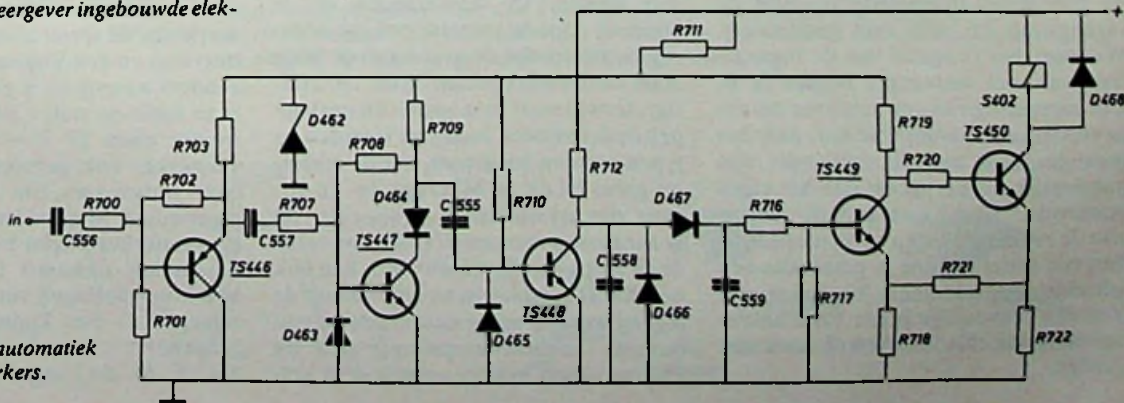 eergever ingebouwde elek-
R711
+
S402
D468
D462
R703
R709
R719
R708
R712
TS450
R702
TS449
R720
D464
C555
D467
in
R700
R707
R710
R716
C556
C557
TS447
C558
TS446
TS448
C559
R721
D466
R717
R701
D463
D465
R718
R722
automatiek
rkers.